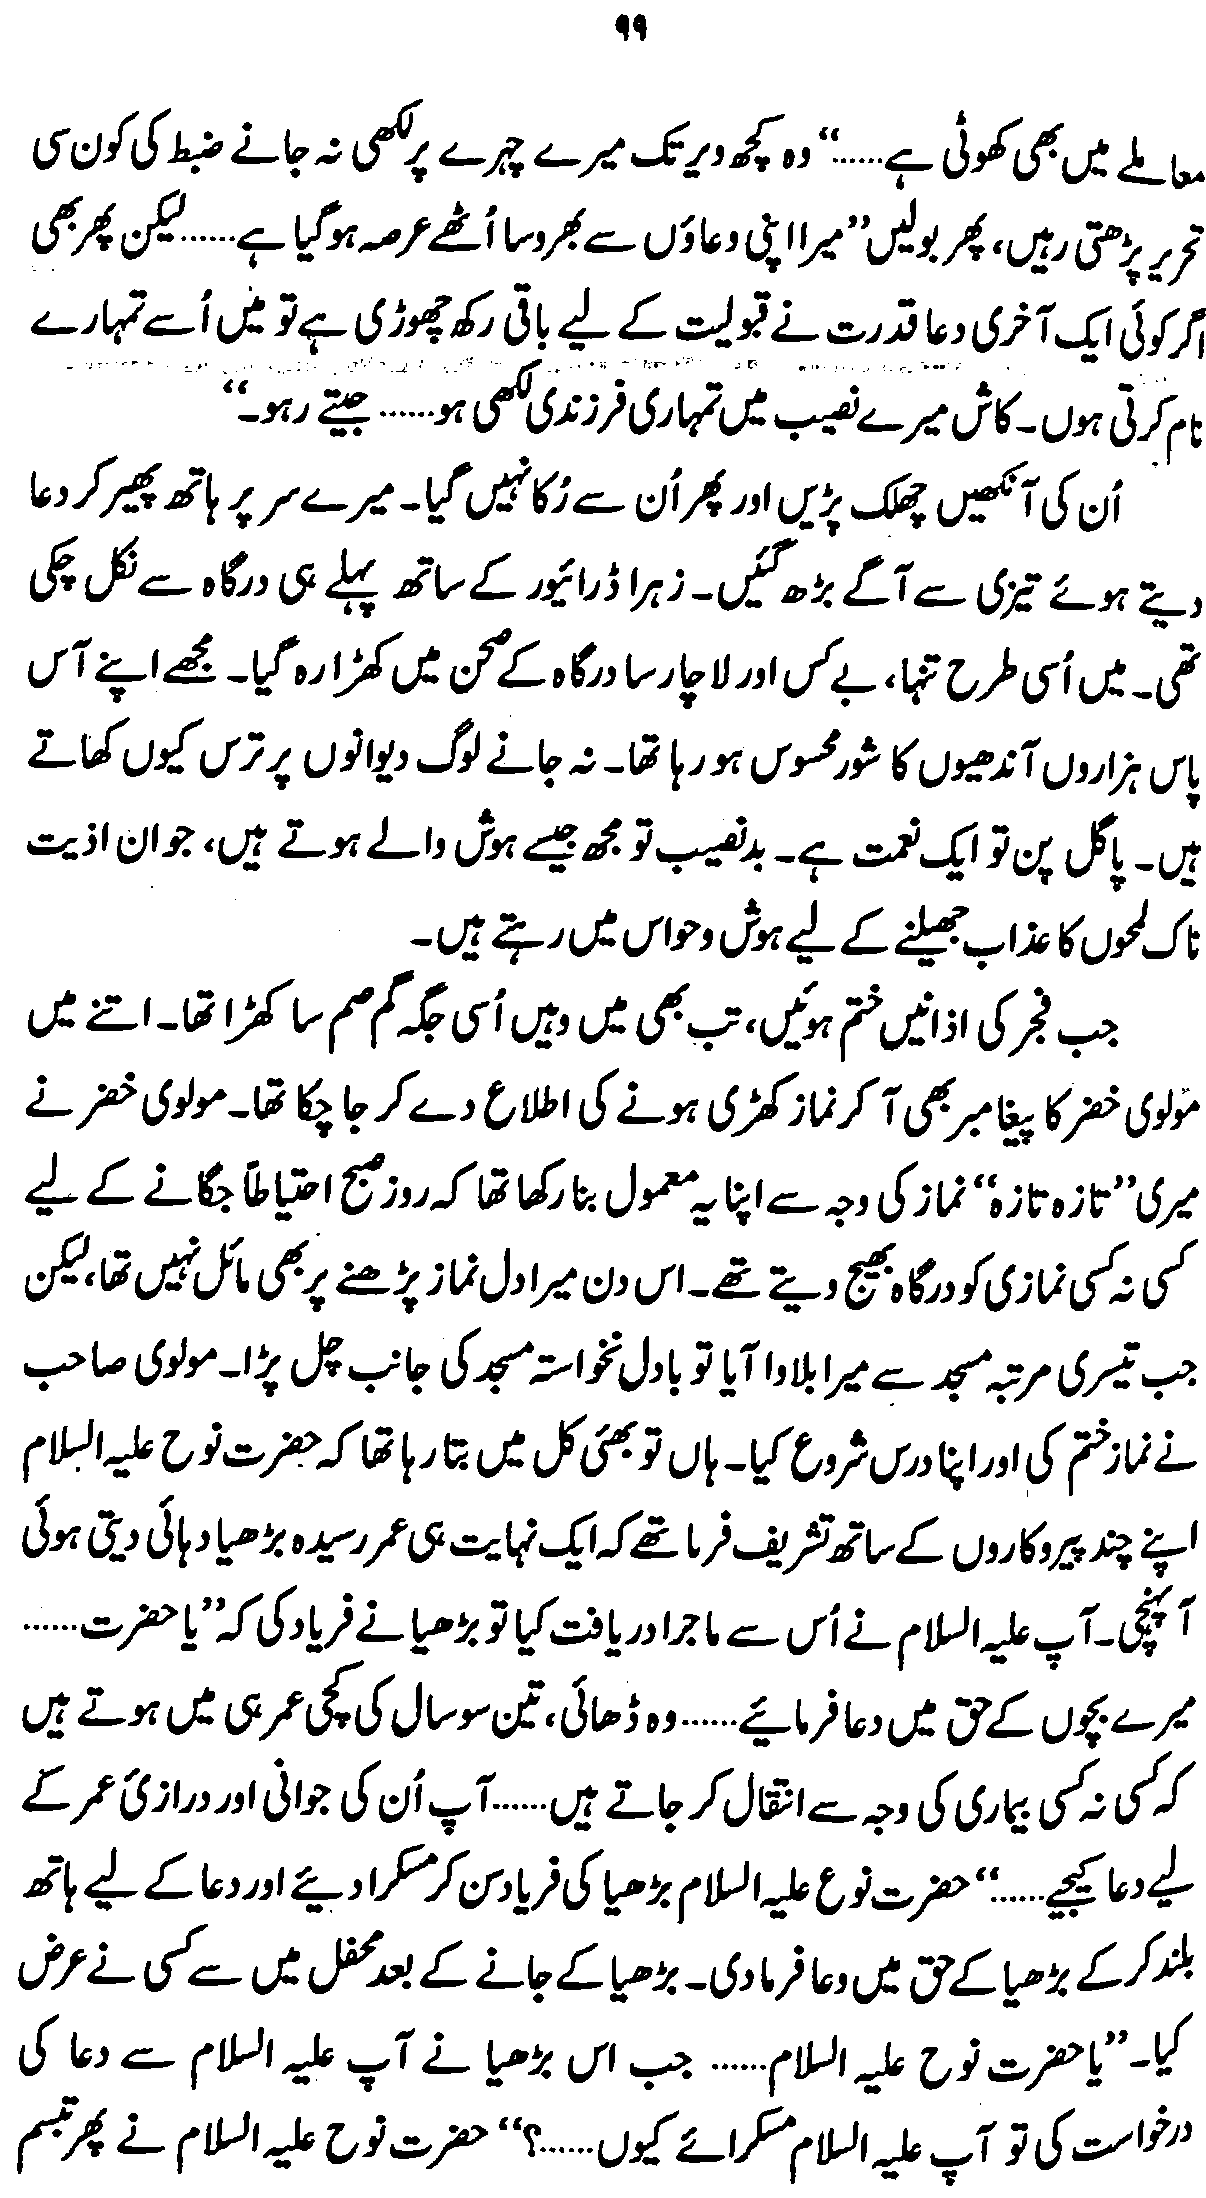 ۹۹
معاملے میں بھی کھوئی ہے......‘‘ وہ کچھ دیر تک میرے چہرے پر لکھی نہ جانے ضبط کی کون سی
تحریر پڑھتی رہیں، پھر بولیں ’’میرا اپنی دعاؤں سے بھروسا اُٹھے عرصہ ہو گیا ہے......لیکن پھر بھی
اگر کوئی ایک آخری دعا قدرت نے قبولیت کے لیے باقی رکھ چھوڑی ہے تو میں اُسے تمہارے
نام کرتی ہوں۔ کاش میرے نصیب میں تمہاری فرزندی لکھی ہو...... جیتے رہو۔‘‘
اُن کی آنکھیں چھلک پڑیں اور پھر اُن سے رُکا نہیں گیا۔ میرے سر پر ہاتھ پھیر کر دعا
دیتے ہوئے تیزی سے آگے بڑھ گئیں۔ زہرا ڈرائیور کے ساتھ پہلے ہی درگاہ سے نکل چکی
تھی۔ میں اُسی طرح تنہا، بے کس اور لاچار سا درگاہ کے صحن میں کھڑا رہ گیا۔ مجھے اپنے آس
پاس ہزاروں آندھیوں کا شور محسوس ہو رہا تھا۔ نہ جانے لوگ دیوانوں پر ترس کیوں کھاتے
ہیں۔ پاگل پن تو ایک نعمت ہے۔ بدنصیب تو مجھ جیسے ہوش والے ہوتے ہیں، جو ان اذیت
ناک لمحوں کا عذاب جھیلنے کے لیے ہوش و حواس میں رہتے ہیں۔
جب فجر کی اذانیں ختم ہوئیں، تب بھی میں وہیں اُسی جگہ گم صم سا کھڑا تھا۔ اتنے میں
مولوی خضر کا پیغامبر بھی آ کر نماز کھڑی ہونے کی اطلاع دے کر جا چکا تھا۔ مولوی خضر نے
میری ’’تازہ تازہ‘‘ نماز کی وجہ سے اپنا یہ معمول بنا رکھا تھا کہ روز صبح احتیاطاً جگانے کے لیے
کسی نہ کسی نمازی کو درگاہ بھیج دیتے تھے۔ اس دن میرا دل نماز پڑھنے پر بھی مائل نہیں تھا، لیکن
جب تیسری مرتبہ مسجد سے میرا بلاوا آیا تو بادل نخواستہ مسجد کی جانب چل پڑا۔ مولوی صاحب
نے نماز ختم کی اور اپنا درس شروع کیا۔ ہاں تو بھئی کل میں بتا رہا تھا کہ حضرت نوح علیہ السلام
اپنے چند پیروکاروں کے ساتھ تشریف فرما تھے کہ ایک نہایت ہی عمر رسیدہ بڑھیا دہائی دیتی ہوئی
آ پہنچی۔ آپ علیہ السلام نے اُس سے ماجرا دریافت کیا تو بڑھیا نے فریاد کی کہ ’’یا حضرت......
میرے بچوں کے حق میں دعا فرمائیے......وہ ڈھائی، تین سو سال کی کچی عمر ہی میں ہوتے ہیں
کہ کسی نہ کسی بیماری کی وجہ سے انتقال کر جاتے ہیں......آپ اُن کی جوانی اور درازئ عمر کے
لیے دعا کیجیے......‘‘ حضرت نوع علیہ السلام بڑھیا کی فریاد سن کر مسکرا دیئے اور دعا کے لیے ہاتھ
بلند کر کے بڑھیا کے حق میں دعا فرما دی۔ بڑھیا کے جانے کے بعد محفل میں سے کسی نے عرض
کیا۔ ’’یا حضرت نوح علیہ السلام...... جب اس بڑھیا نے آپ علیہ السلام سے دعا کی
درخواست کی تو آپ علیہ السلام مسکرائے کیوں......؟‘‘ حضرت نوح علیہ السلام نے پھر تبسم